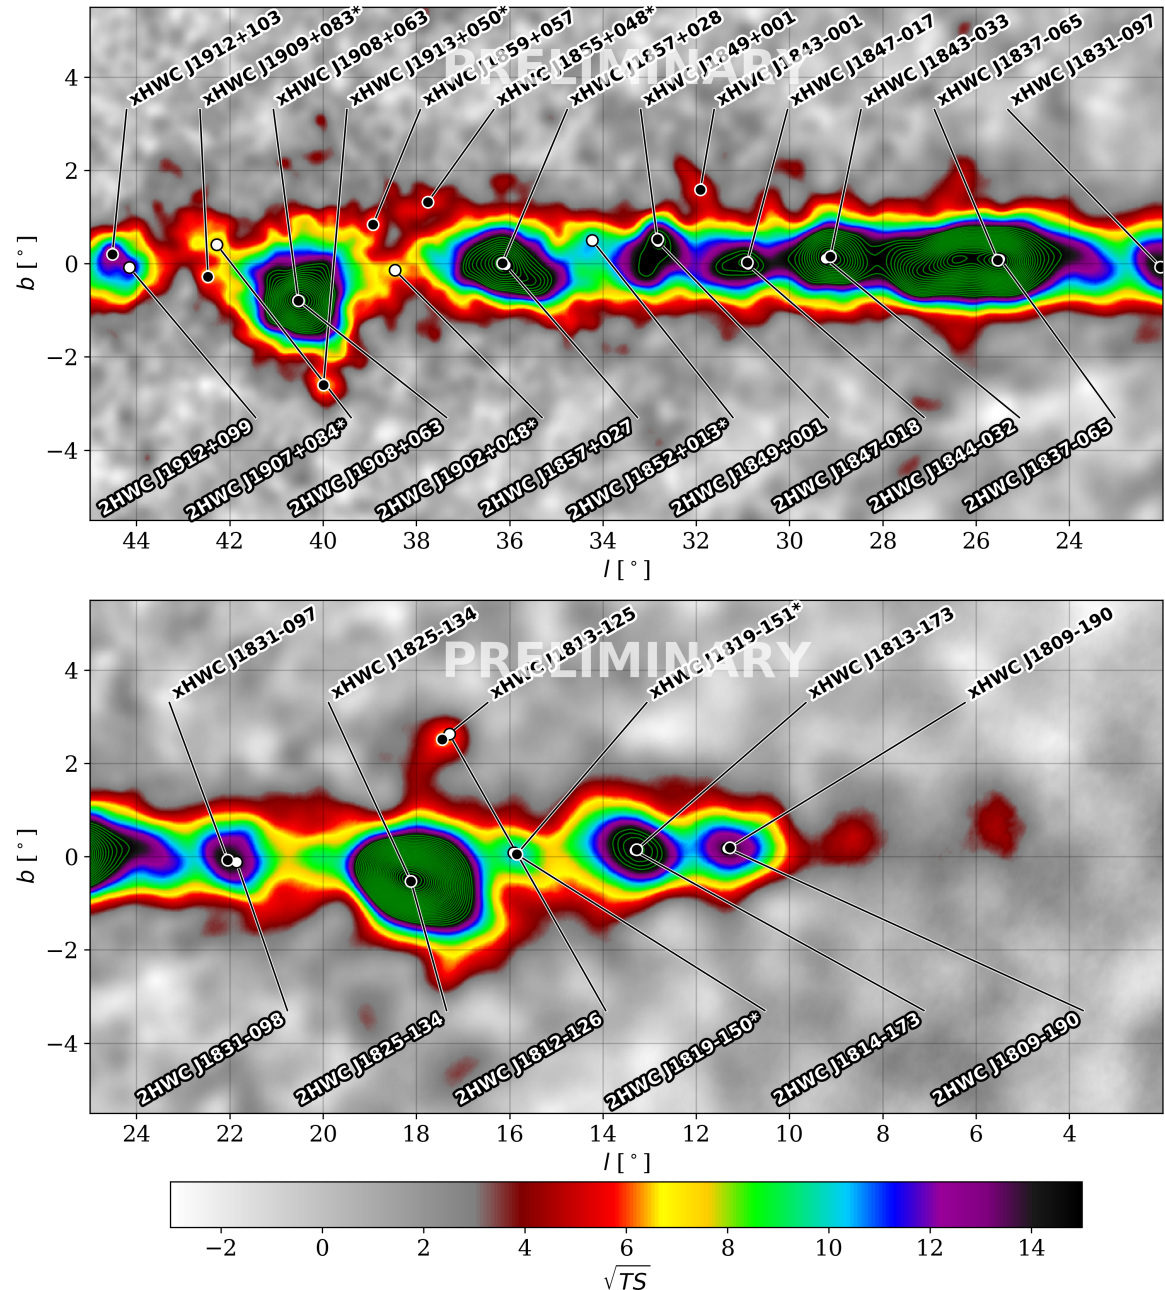 xHWC J1912+103
xHWC J1909+083*
xHWC J1908+063
xHWC J1913+050*
xHWC J1859+057
xHWC J1855+048*
xHWC J1857+028
xHWC J1849+001
xHWC J1843-001
xHWC J1847-017
xHWC J1843-033
xHWC J1837-065
xHWC J1831-097
PRELIMINARY
4
2
0
−2
−4
b [°]
2HWC J1912+099
2HWC J1907+084*
2HWC J1908+063
2HWC J1902+048*
2HWC J1857+027
2HWC J1852+013*
2HWC J1849+001
2HWC J1847-018
2HWC J1844-032
2HWC J1837-065
44 42 40 38 36 34 32 30 28 26 24
l [°]
xHWC J1831-097
xHWC J1825-134
xHWC J1813-125
xHWC J1819-151*
xHWC J1813-173
xHWC J1809-190
PRELIMINARY
4
2
0
−2
−4
b [°]
2HWC J1831-098
2HWC J1825-134
2HWC J1812-126
2HWC J1819-150*
2HWC J1814-173
2HWC J1809-190
24 22 20 18 16 14 12 10 8 6 4
l [°]
−2 0 2 4 6 8 10 12 14
√TS